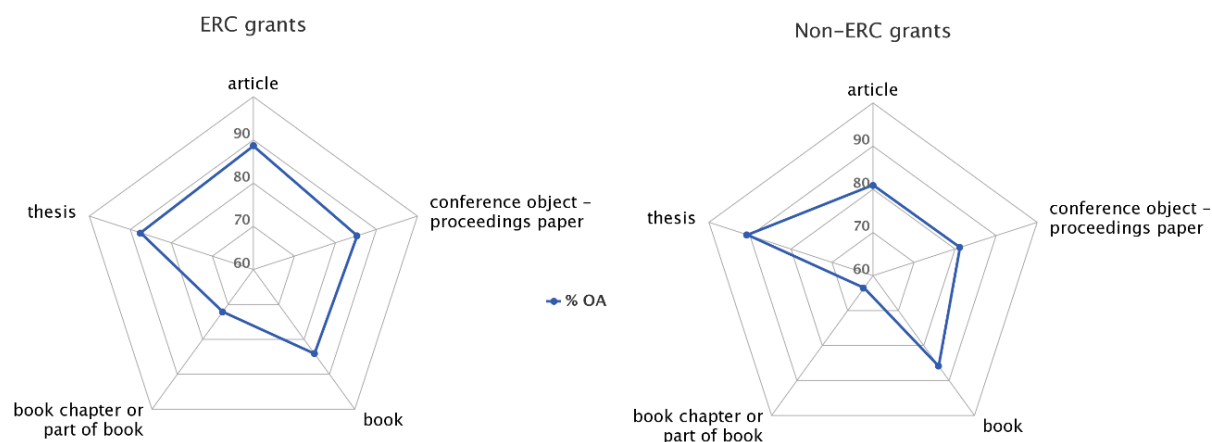 ERC grants
article
90
80
70
60
thesis
conference object –
proceedings paper
book chapter or
part of book
book
% OA
Non-ERC grants
article
90
80
70
60
thesis
conference object –
proceedings paper
book chapter or
part of book
book